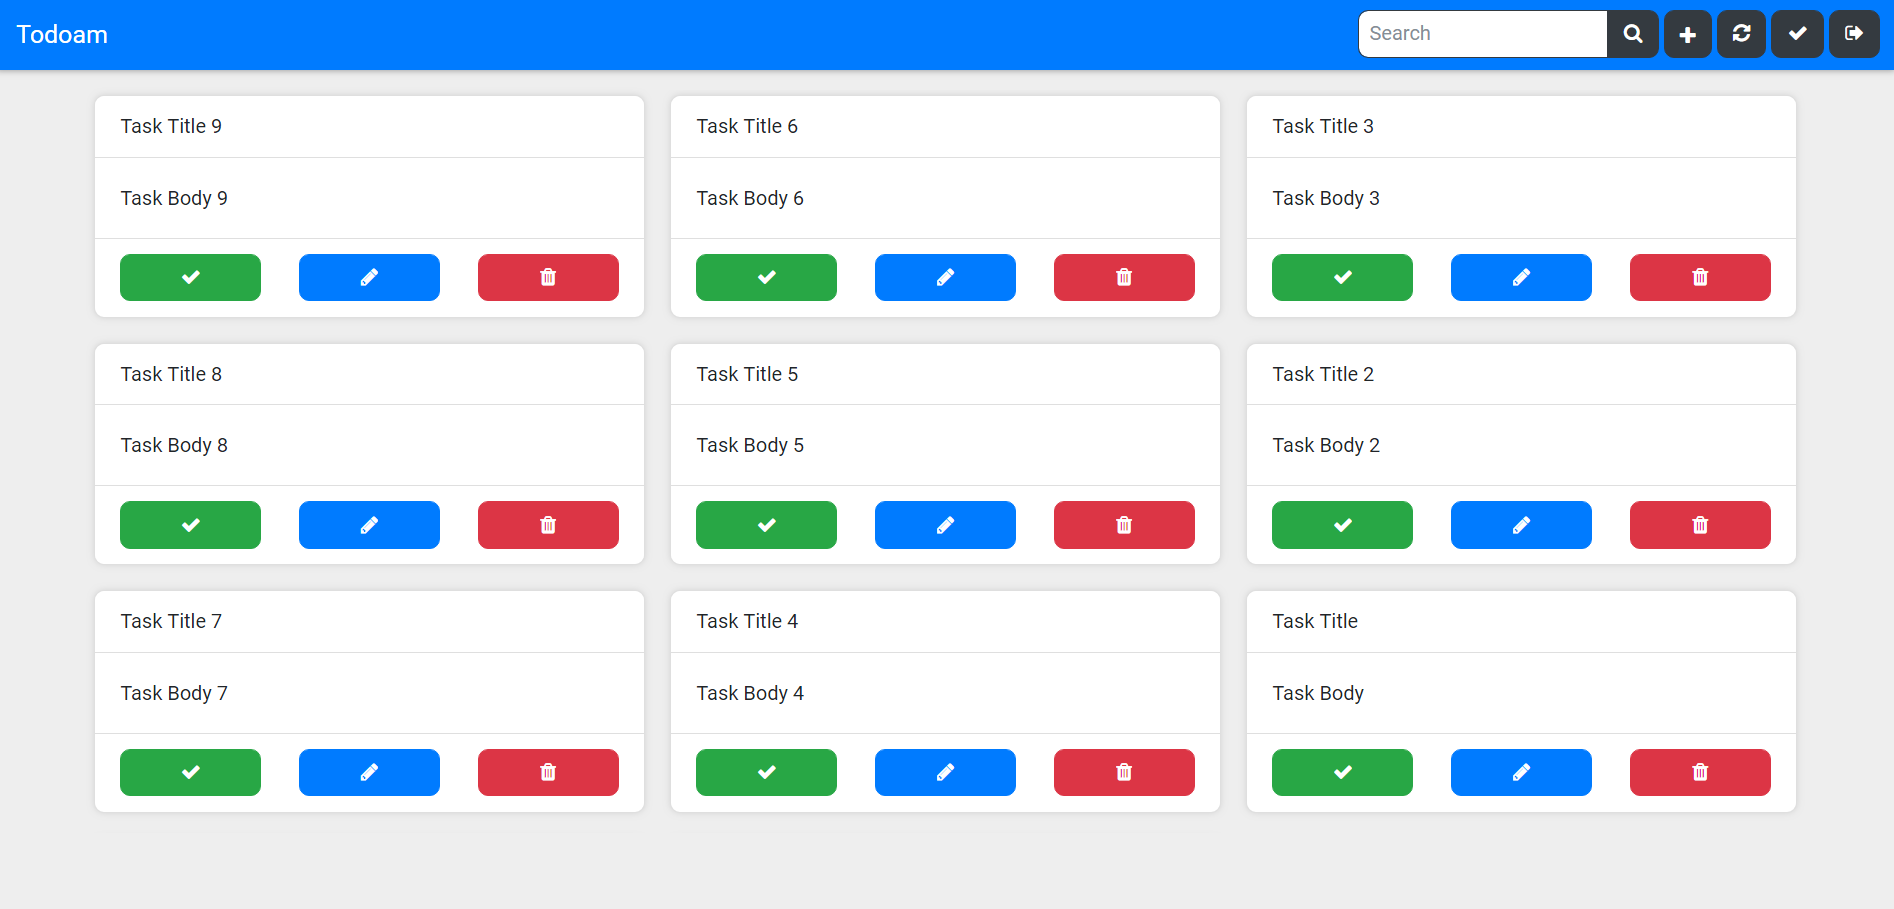 Todoam
Search
Task Title 9
Task Body 9
Task Title 6
Task Body 6
Task Title 3
Task Body 3
Task Title 8
Task Body 8
Task Title 5
Task Body 5
Task Title 2
Task Body 2
Task Title 7
Task Body 7
Task Title 4
Task Body 4
Task Title
Task Body